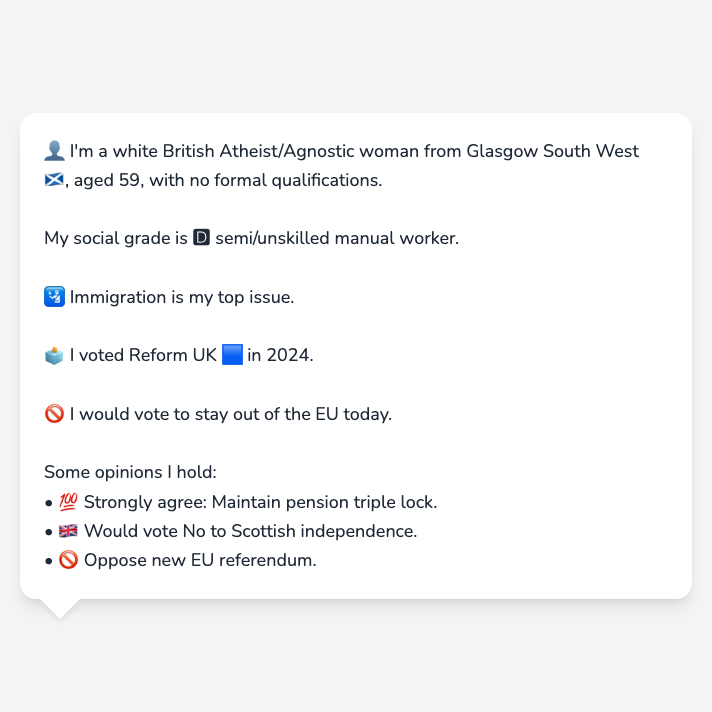 👤 I'm a white British Atheist/Agnostic woman from Glasgow South West
🏴󠁧󠁢󠁳󠁣󠁴󠁿, aged 59, with no formal qualifications.
My social grade is 🅳 semi/unskilled manual worker.
🛂 Immigration is my top issue.
🗳️ I voted Reform UK 🟦 in 2024.
🚫 I would vote to stay out of the EU today.
Some opinions I hold:
• 💯 Strongly agree: Maintain pension triple lock.
• 🇬🇧 Would vote No to Scottish independence.
• 🚫 Oppose new EU referendum.